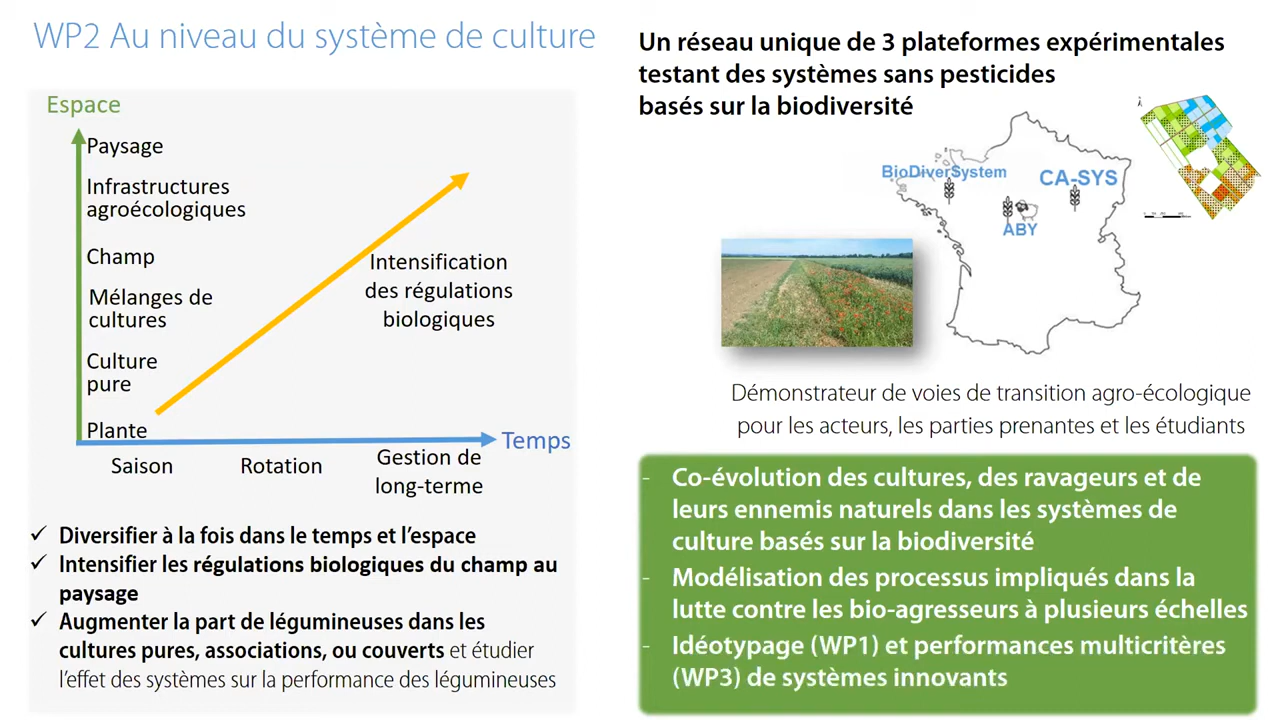 WP2 Au niveau du système de culture
Espace
Paysage
Infrastructures
agroécologiques
Champ
Mélanges de
cultures
Culture
pure
Plante
Intensification
des régulations
biologiques
Temps
Saison
Rotation
Gestion de
long-terme
✓ Diversifier à la fois dans le temps et l'espace
✓ Intensifier les régulations biologiques du champ au
paysage
✓ Augmenter la part de légumineuses dans les
cultures pures, associations, ou couverts et étudier
l'effet des systèmes sur la performance des légumineuses
Un réseau unique de 3 plateformes expérimentales
testant des systèmes sans pesticides
basés sur la biodiversité
BioDiverSystem
CA-SYS
ABY
Démonstrateur de voies de transition agro-écologique
pour les acteurs, les parties prenantes et les étudiants
- Co-évolution des cultures, des ravageurs et de
leurs ennemis naturels dans les systèmes de
culture basés sur la biodiversité
- Modélisation des processus impliqués dans la
lutte contre les bio-agresseurs à plusieurs échelles
- Idéotypage (WP1) et performances multicritères
(WP3) de systèmes innovants